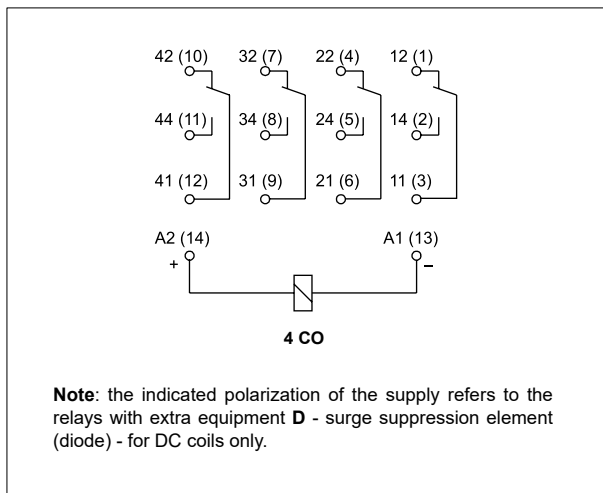 42 (10) 32 (7) 22 (4) 12 (1)
44 (11) 34 (8) 24 (5) 14 (2)
41 (12) 31 (9) 21 (6) 11 (3)
A2 (14) A1 (13)
+ –
4 CO
Note: the indicated polarization of the supply refers to the
relays with extra equipment D - surge suppression element
(diode) - for DC coils only.